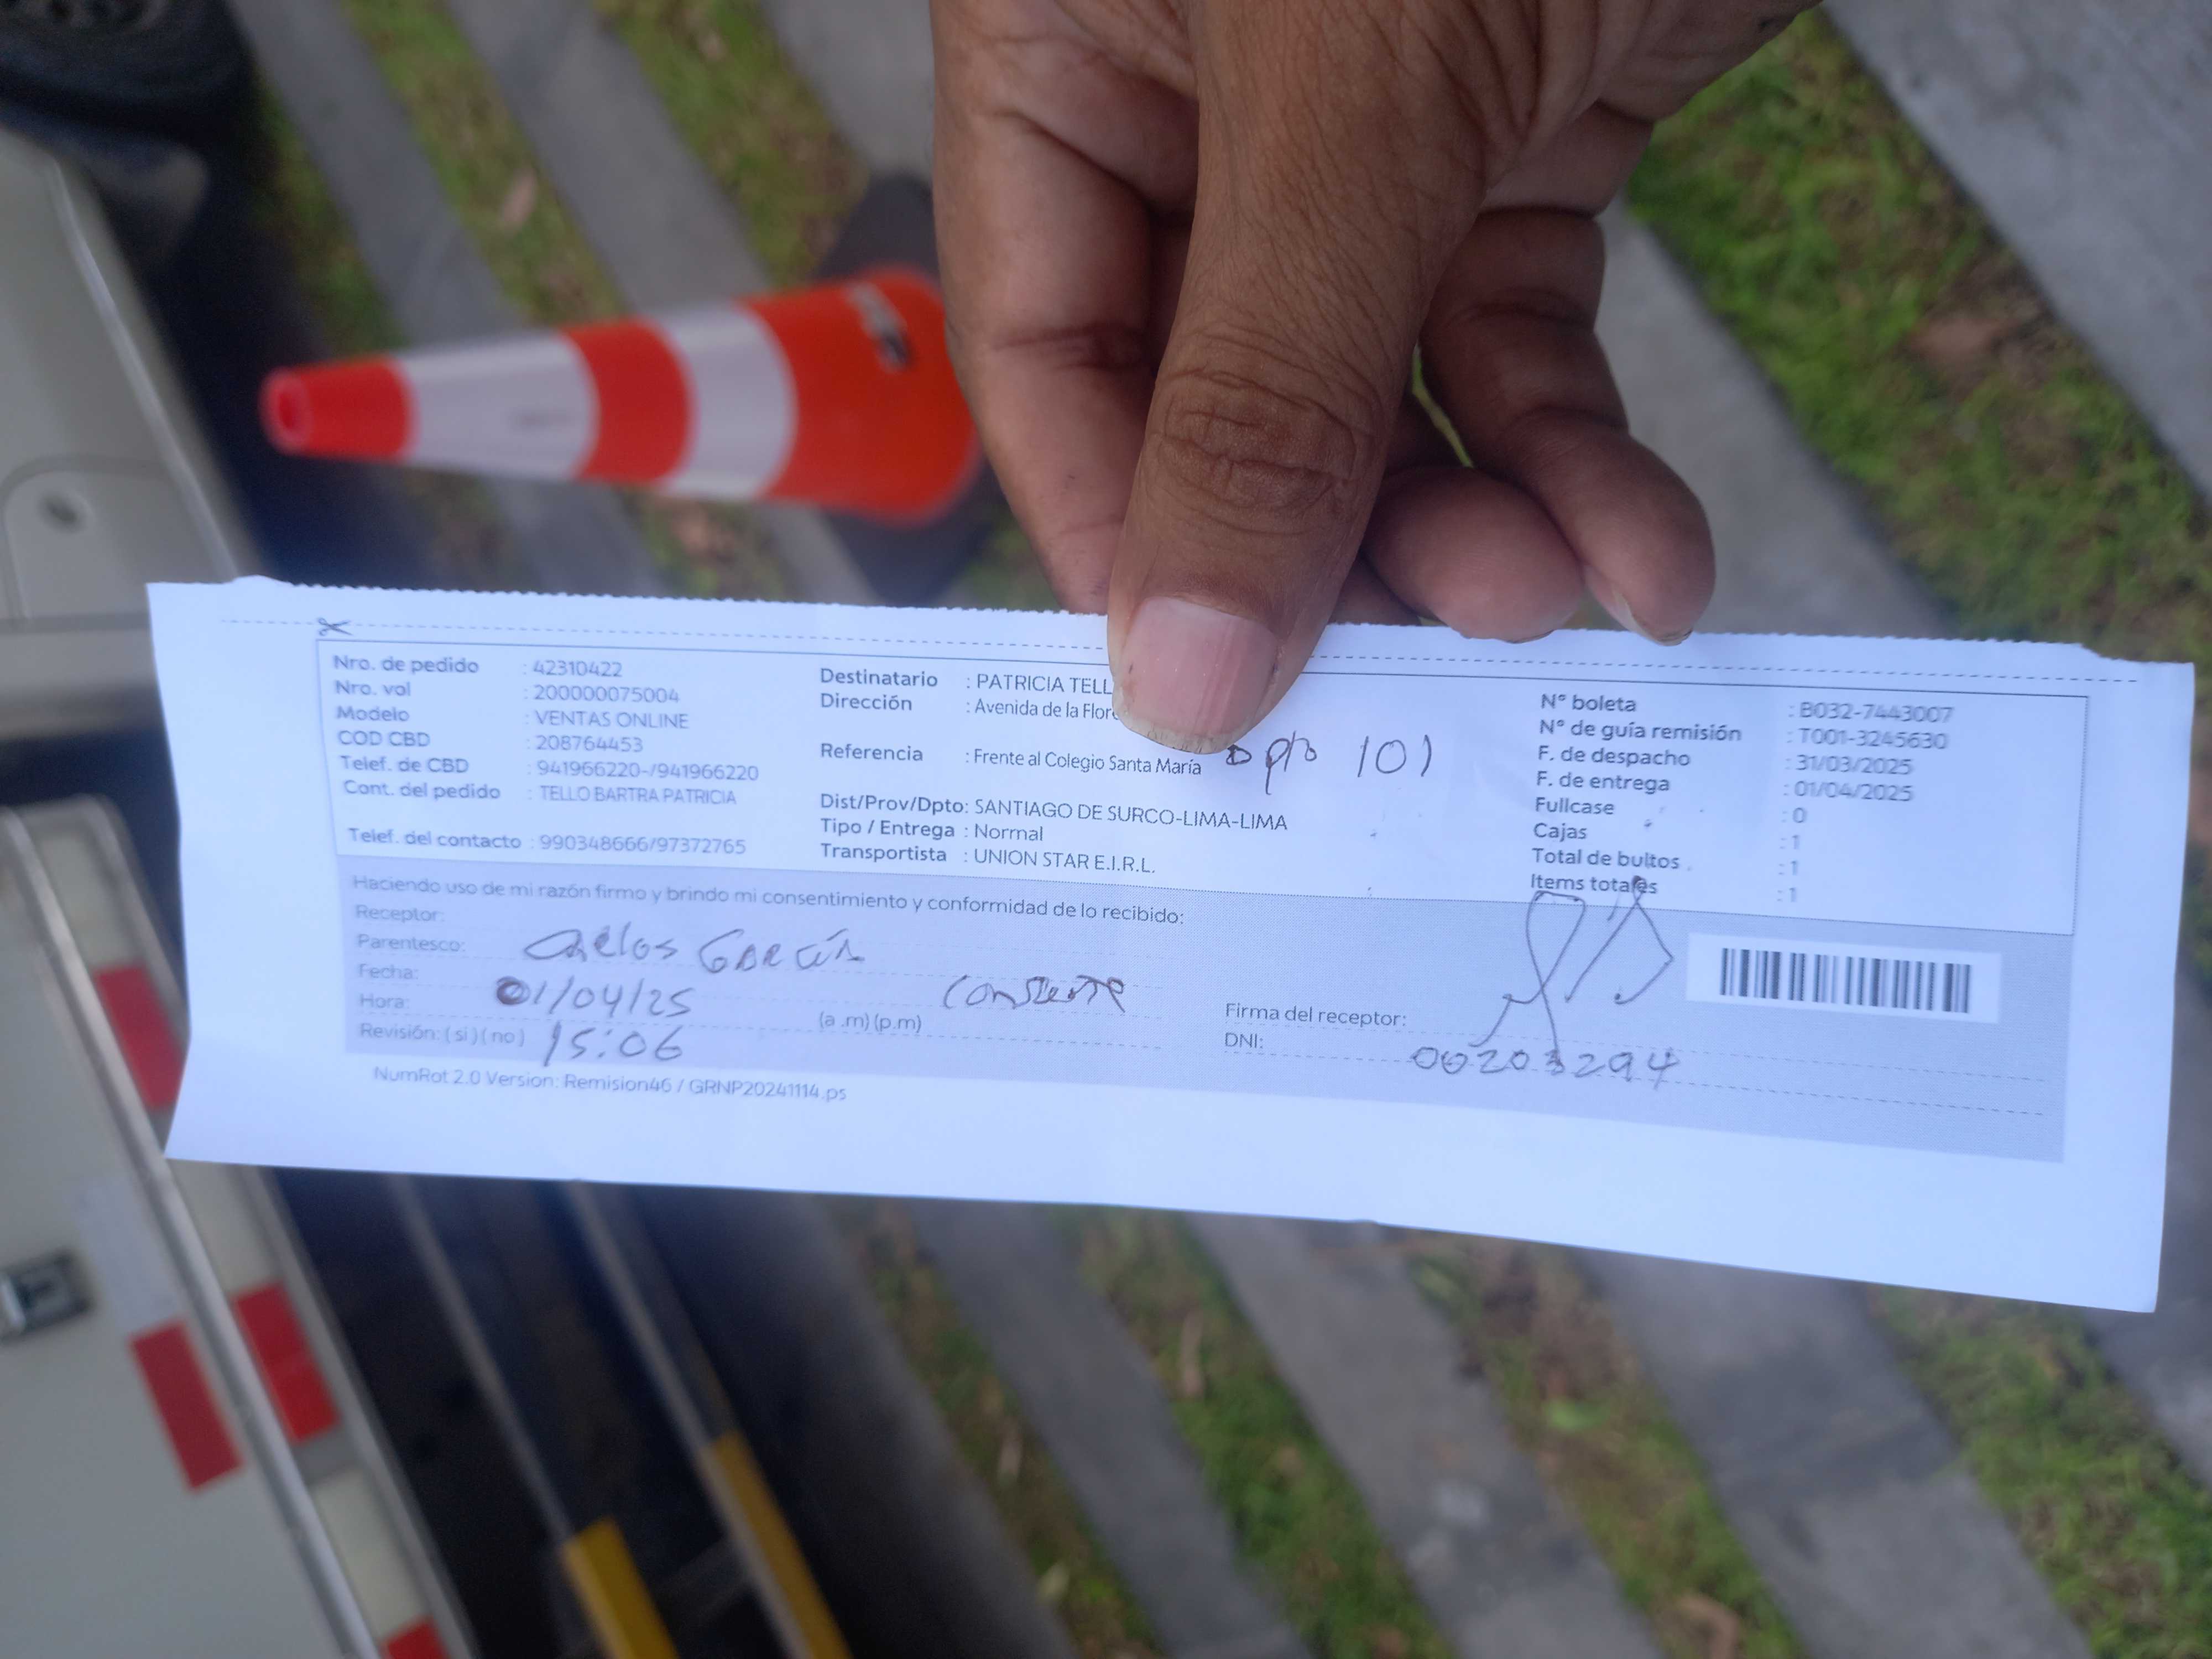 Nro. de pedido : 42310422
Nro. vol : 200000075004
Modelo : VENTAS ONLINE
COD CBD : 208764453
Telef. de CBD : 941966220-/941966220
Cont. del pedido : TELLO BARTRA PATRICIA
Telef. del contacto : 990348666/97372765
Destinatario : PATRICIA TELL
Dirección : Avenida de la Flor
Referencia : Frente al Colegio Santa María
Dpto 101
Dist/Prov/Dpto: SANTIAGO DE SURCO-LIMA-LIMA
Tipo / Entrega : Normal
Transportista : UNION STAR E.I.R.L.
N° boleta : B032-7443007
N° de guía remisión : T001-3245630
F. de despacho : 31/03/2025
F. de entrega : 01/04/2025
Fullcase : 0
Cajas : 1
Total de bultos : 1
Items totales : 1
Haciendo uso de mi razón firmo y brindo mi consentimiento y conformidad de lo recibido:
Receptor:
Parentesco: Carlos García
Fecha: 01/04/25
Hora: 15:06 (a .m) (p.m)
Revisión: ( si ) ( no )
Firma del receptor:
DNI: 00203294
NumRot 2.0 Version: Remision46 / GRNP20241114.ps